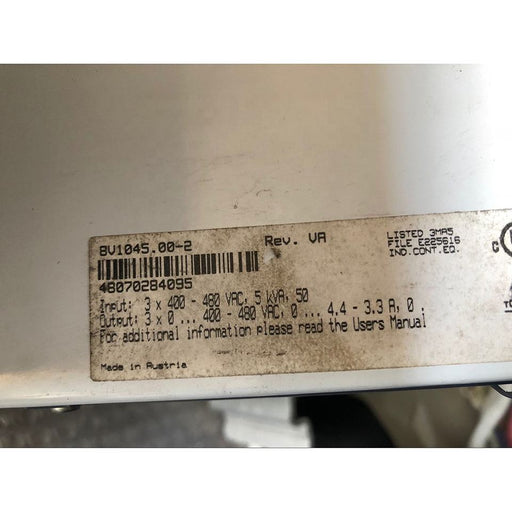 8V1045.00-2
Rev. VA
LISTED 3MA5
FILE E225616
IND.CONT.EQ.
C
48070284095
Input: 3 x 400 - 480 VAC, 5 kVA, 50
Output: 3 x 0 ... 400 - 480 VAC, 0 ... 4.4 - 3.3 A, 0 .
For additional information please read the Users Manual
Made in Austria